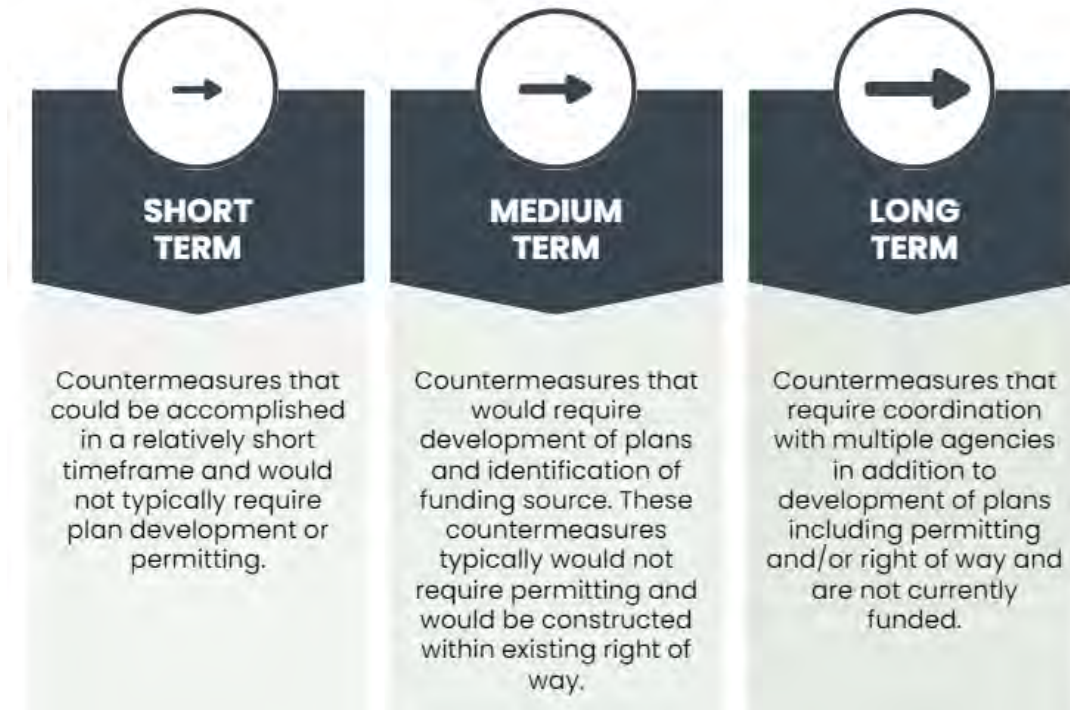 SHORT
TERM
Countermeasures that
could be accomplished
in a relatively short
timeframe and would
not typically require
plan development or
permitting.
MEDIUM
TERM
Countermeasures that
would require
development of plans
and identification of
funding source. These
countermeasures
typically would not
require permitting and
would be constructed
within existing right of
way.
LONG
TERM
Countermeasures that
require coordination
with multiple agencies
in addition to
development of plans
including permitting
and/or right of way and
are not currently
funded.